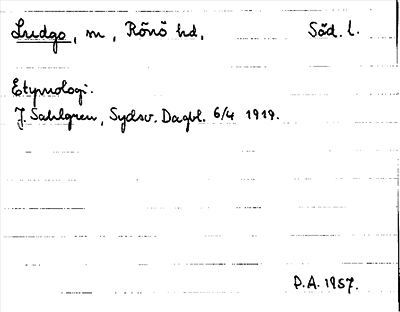 Ludgo, m, Rönö hd, Söd. l.
Etymologi.
J. Sahlgren, Sydsv. Dagbl. 6/4 1919.
P.A. 1957.